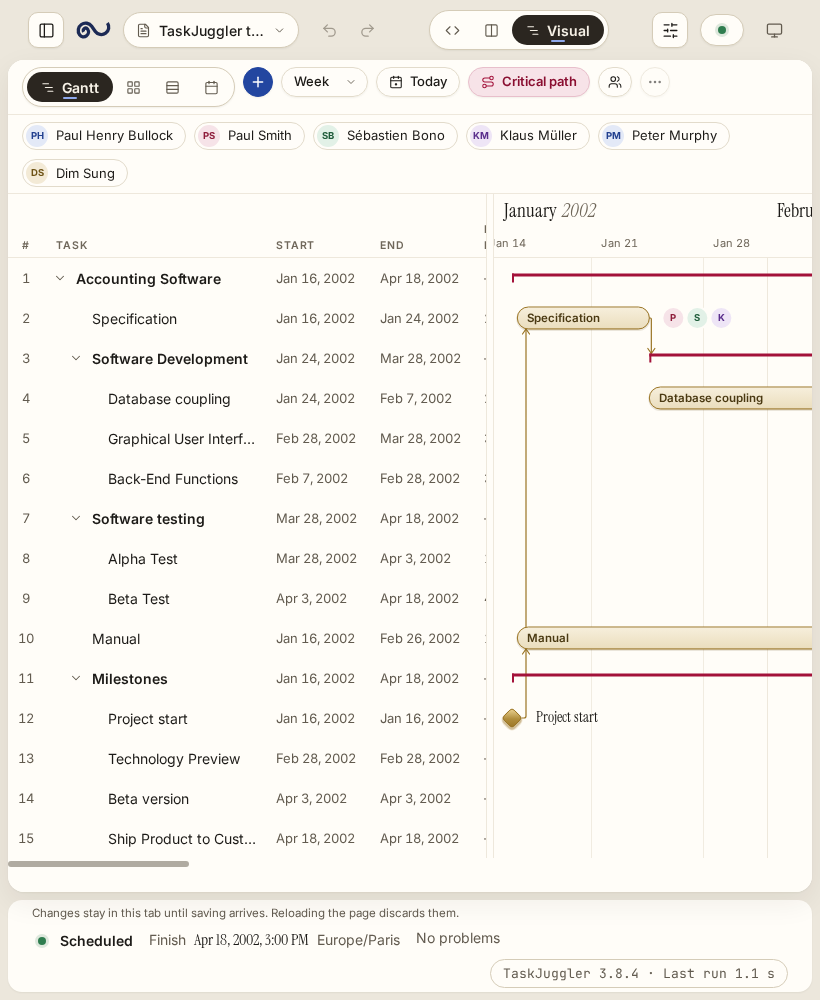 TaskJuggler t...
Visual
Gantt
Week
Today
Critical path
PH Paul Henry Bullock
PS Paul Smith
SB Sébastien Bono
KM Klaus Müller
PM Peter Murphy
DS Dim Sung
January 2002
Febru
# TASK START END
an 14 Jan 21 Jan 28
1 Accounting Software Jan 16, 2002 Apr 18, 2002
2 Specification Jan 16, 2002 Jan 24, 2002 Specification P S K
3 Software Development Jan 24, 2002 Mar 28, 2002
4 Database coupling Jan 24, 2002 Feb 7, 2002 Database coupling
5 Graphical User Interf... Feb 28, 2002 Mar 28, 2002
6 Back-End Functions Feb 7, 2002 Feb 28, 2002
7 Software testing Mar 28, 2002 Apr 18, 2002
8 Alpha Test Mar 28, 2002 Apr 3, 2002
9 Beta Test Apr 3, 2002 Apr 18, 2002
10 Manual Jan 16, 2002 Feb 26, 2002 Manual
11 Milestones Jan 16, 2002 Apr 18, 2002
12 Project start Jan 16, 2002 Jan 16, 2002 Project start
13 Technology Preview Feb 28, 2002 Feb 28, 2002
14 Beta version Apr 3, 2002 Apr 3, 2002
15 Ship Product to Cust... Apr 18, 2002 Apr 18, 2002
Changes stay in this tab until saving arrives. Reloading the page discards them.
Scheduled Finish Apr 18, 2002, 3:00 PM Europe/Paris No problems
TaskJuggler 3.8.4 · Last run 1.1 s